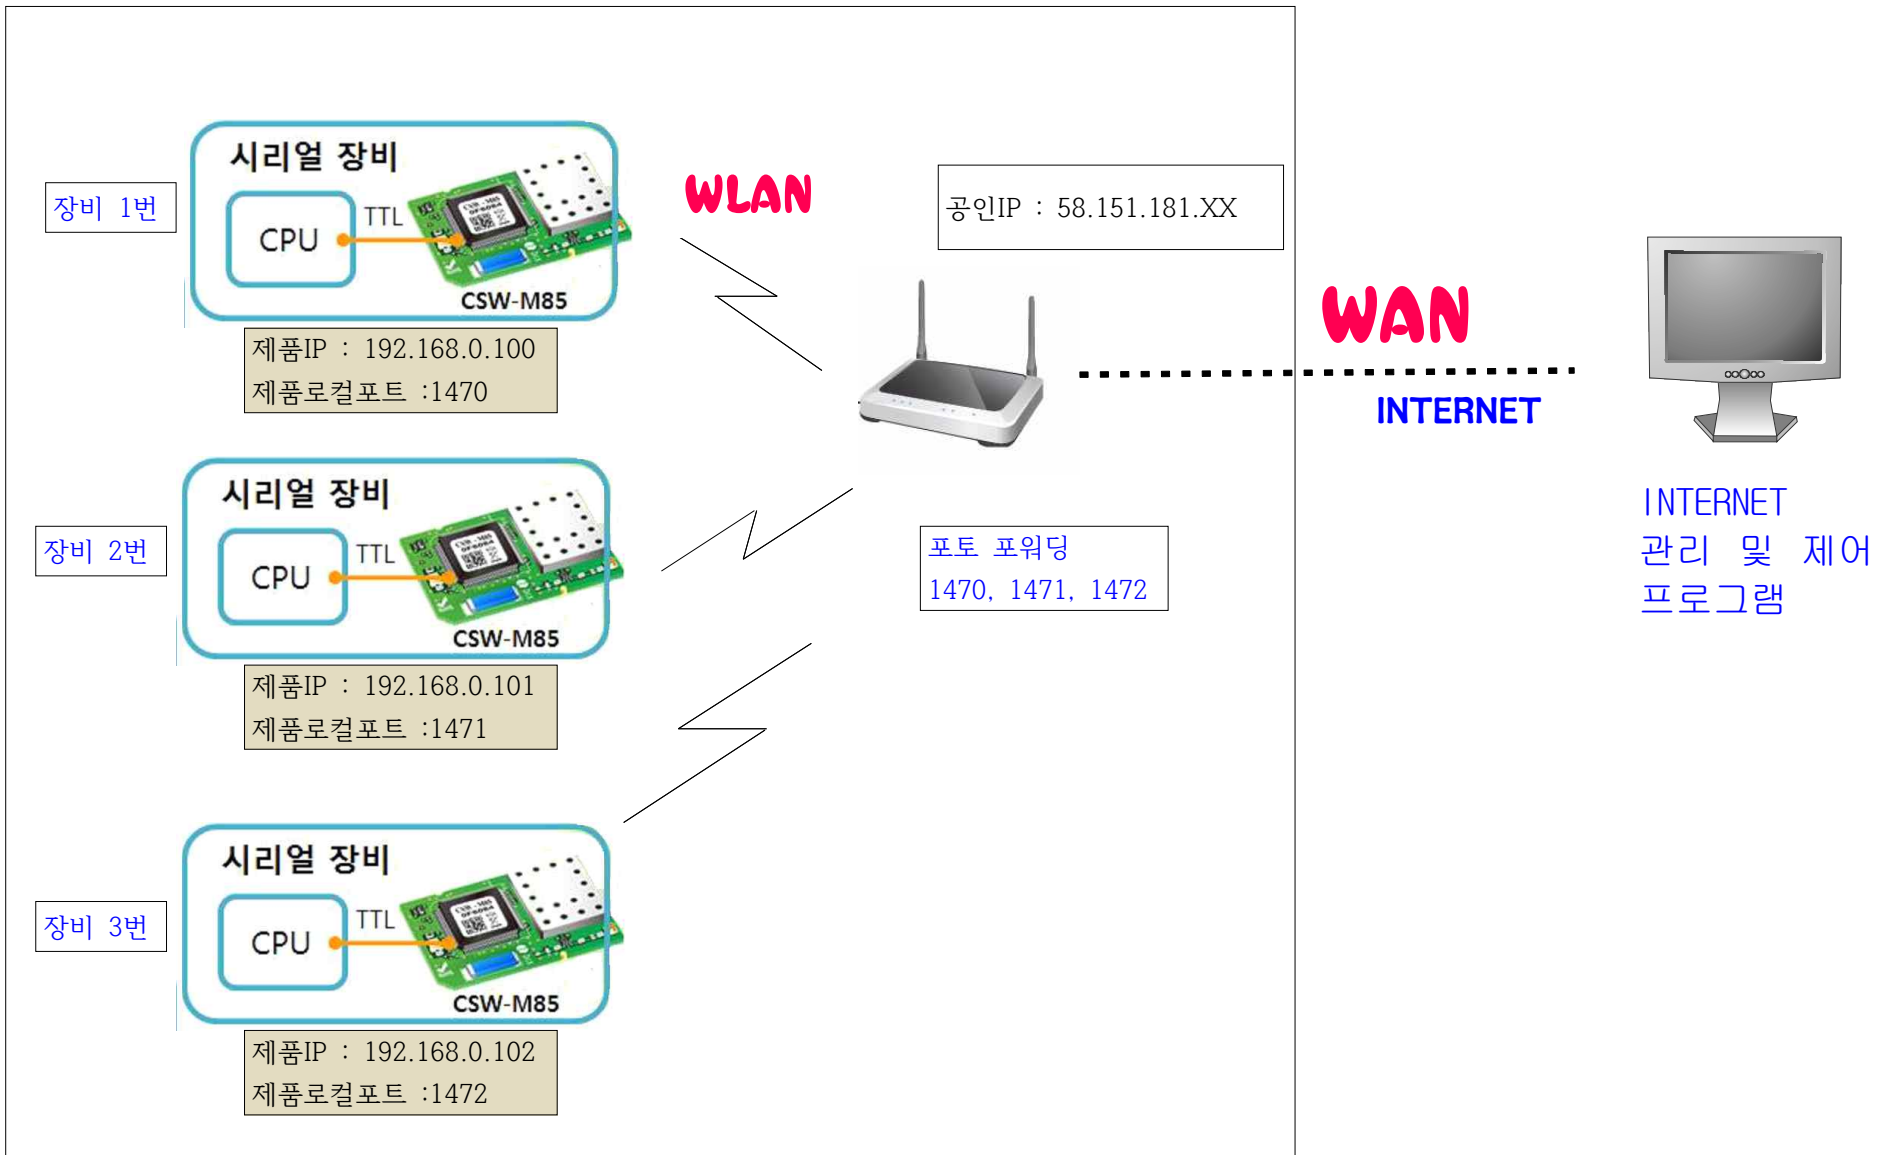 시리얼 장비
장비 1번
CPU
TTL
CSW-M85
제품IP : 192.168.0.100
제품로컬포트 :1470
WLAN
공인IP : 58.151.181.XX
WAN
INTERNET
시리얼 장비
장비 2번
CPU
TTL
CSW-M85
제품IP : 192.168.0.101
제품로컬포트 :1471
포토 포워딩
1470, 1471, 1472
INTERNET
관리 및 제어
프로그램
시리얼 장비
장비 3번
CPU
TTL
CSW-M85
제품IP : 192.168.0.102
제품로컬포트 :1472